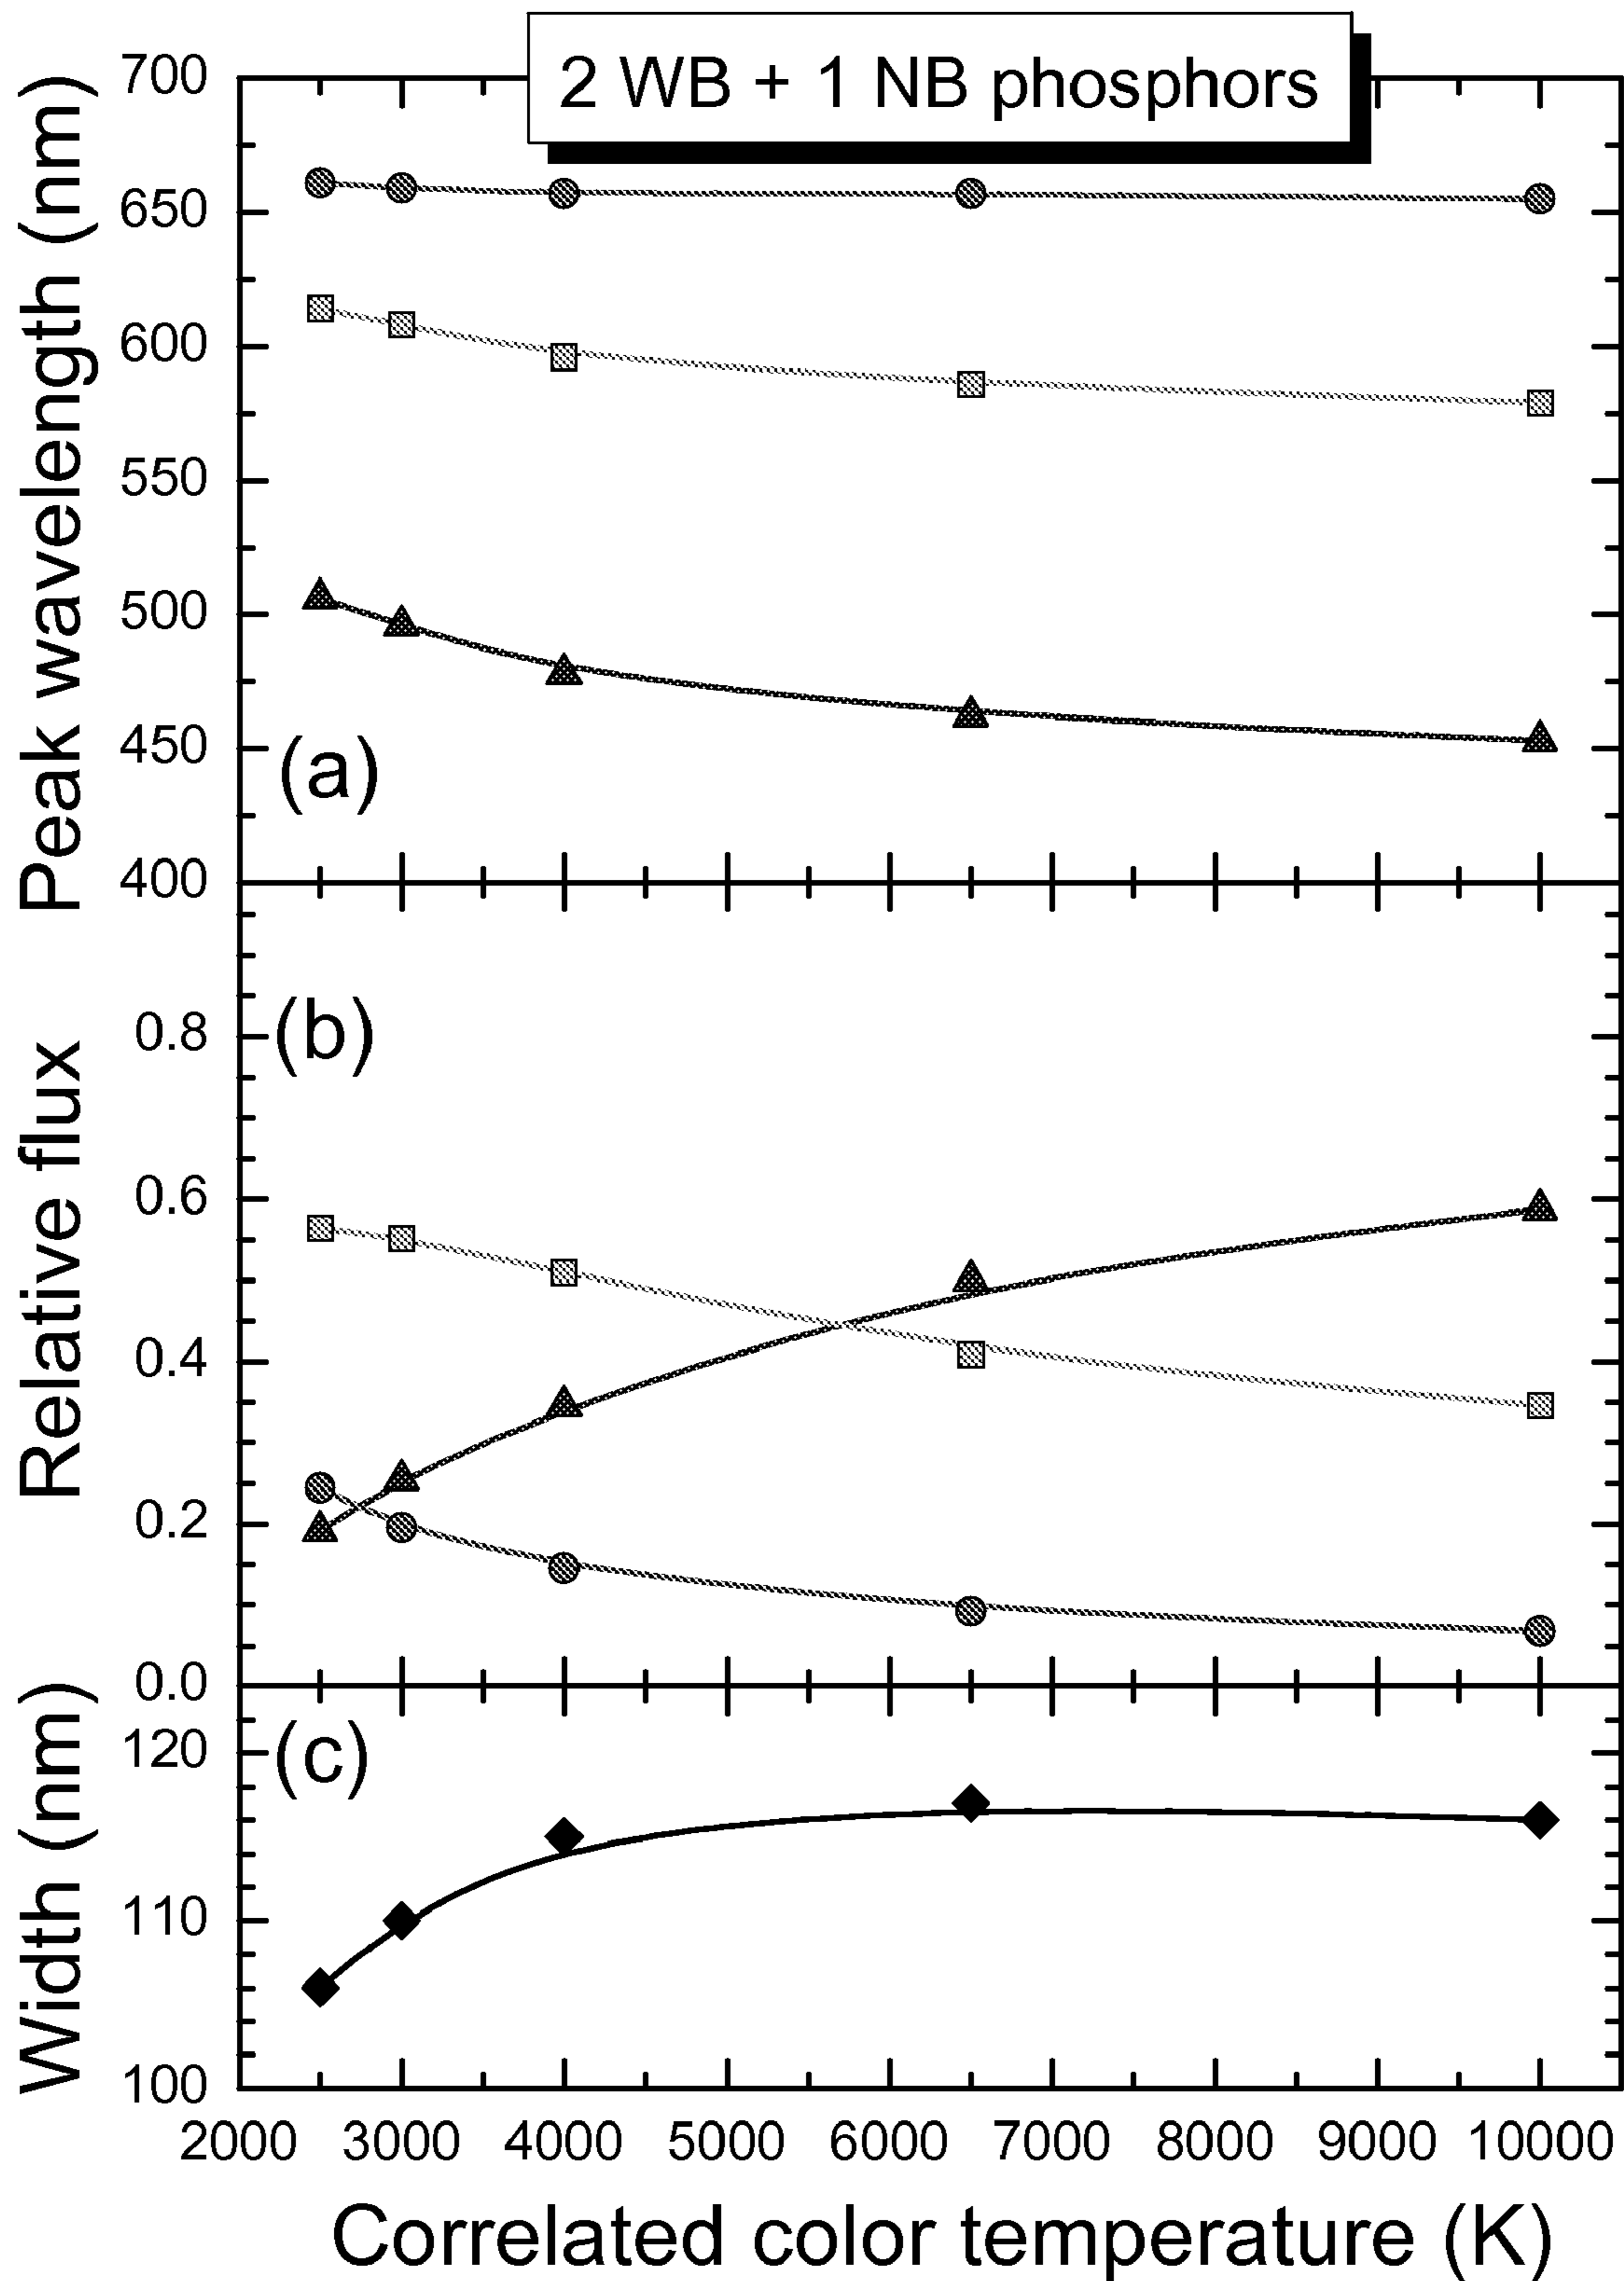 2 WB + 1 NB phosphors
Peak wavelength (nm)
700
650
600
550
500
450
400
(a)
Relative flux
0.8
0.6
0.4
0.2
0.0
(b)
Width (nm)
120
110
100
(c)
2000 3000 4000 5000 6000 7000 8000 9000 10000
Correlated color temperature (K)